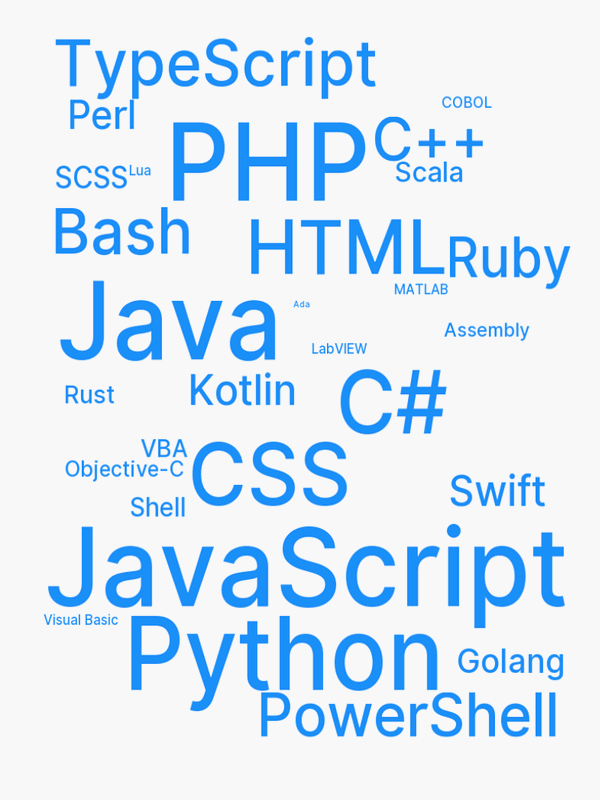 TypeScript
COBOL
Perl
PHP
C++
Scala
SCSS
Lua
Bash
HTML
Ruby
MATLAB
Java
Ada
Assembly
LabVIEW
Rust
Kotlin
C#
VBA
Objective-C
CSS
Swift
Shell
JavaScript
Visual Basic
Python
Golang
PowerShell